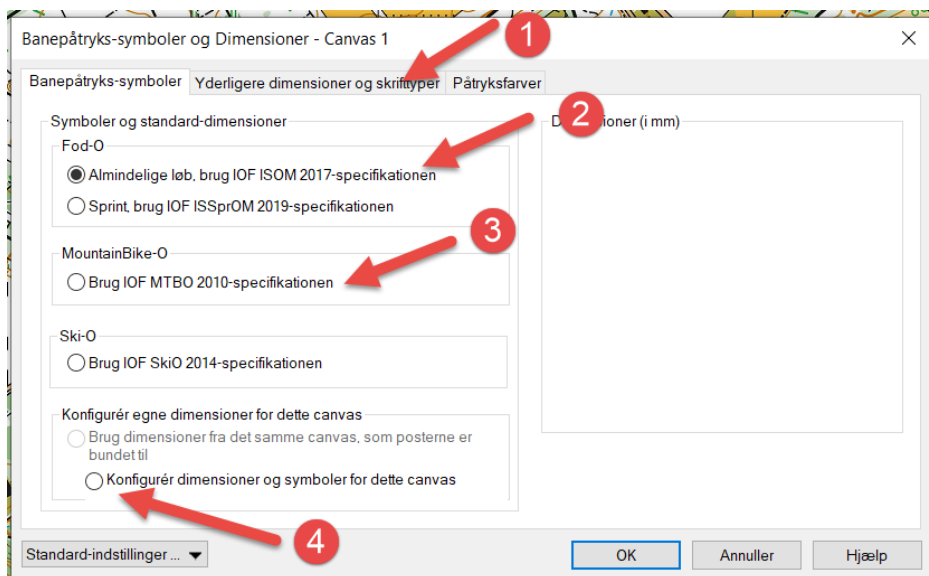 Banepåtryks-symboler og Dimensioner - Canvas 1
1
Banepåtryks-symboler Yderligere dimensioner og skrifttyper Påtryksfarver
Symboler og standard-dimensioner
Fod-O
Almindelige løb, brug IOF ISOM 2017-specifikationen
Sprint, brug IOF ISSprOM 2019-specifikationen
2
MountainBike-O
Brug IOF MTBO 2010-specifikationen
3
Ski-O
Brug IOF SkiO 2014-specifikationen
Konfigurér egne dimensioner for dette canvas
Brug dimensioner fra det samme canvas, som posterne er
bundet til
Konfigurér dimensioner og symboler for dette canvas
4
(i mm)
Standard-indstillinger ...
OK Annuller Hjælp